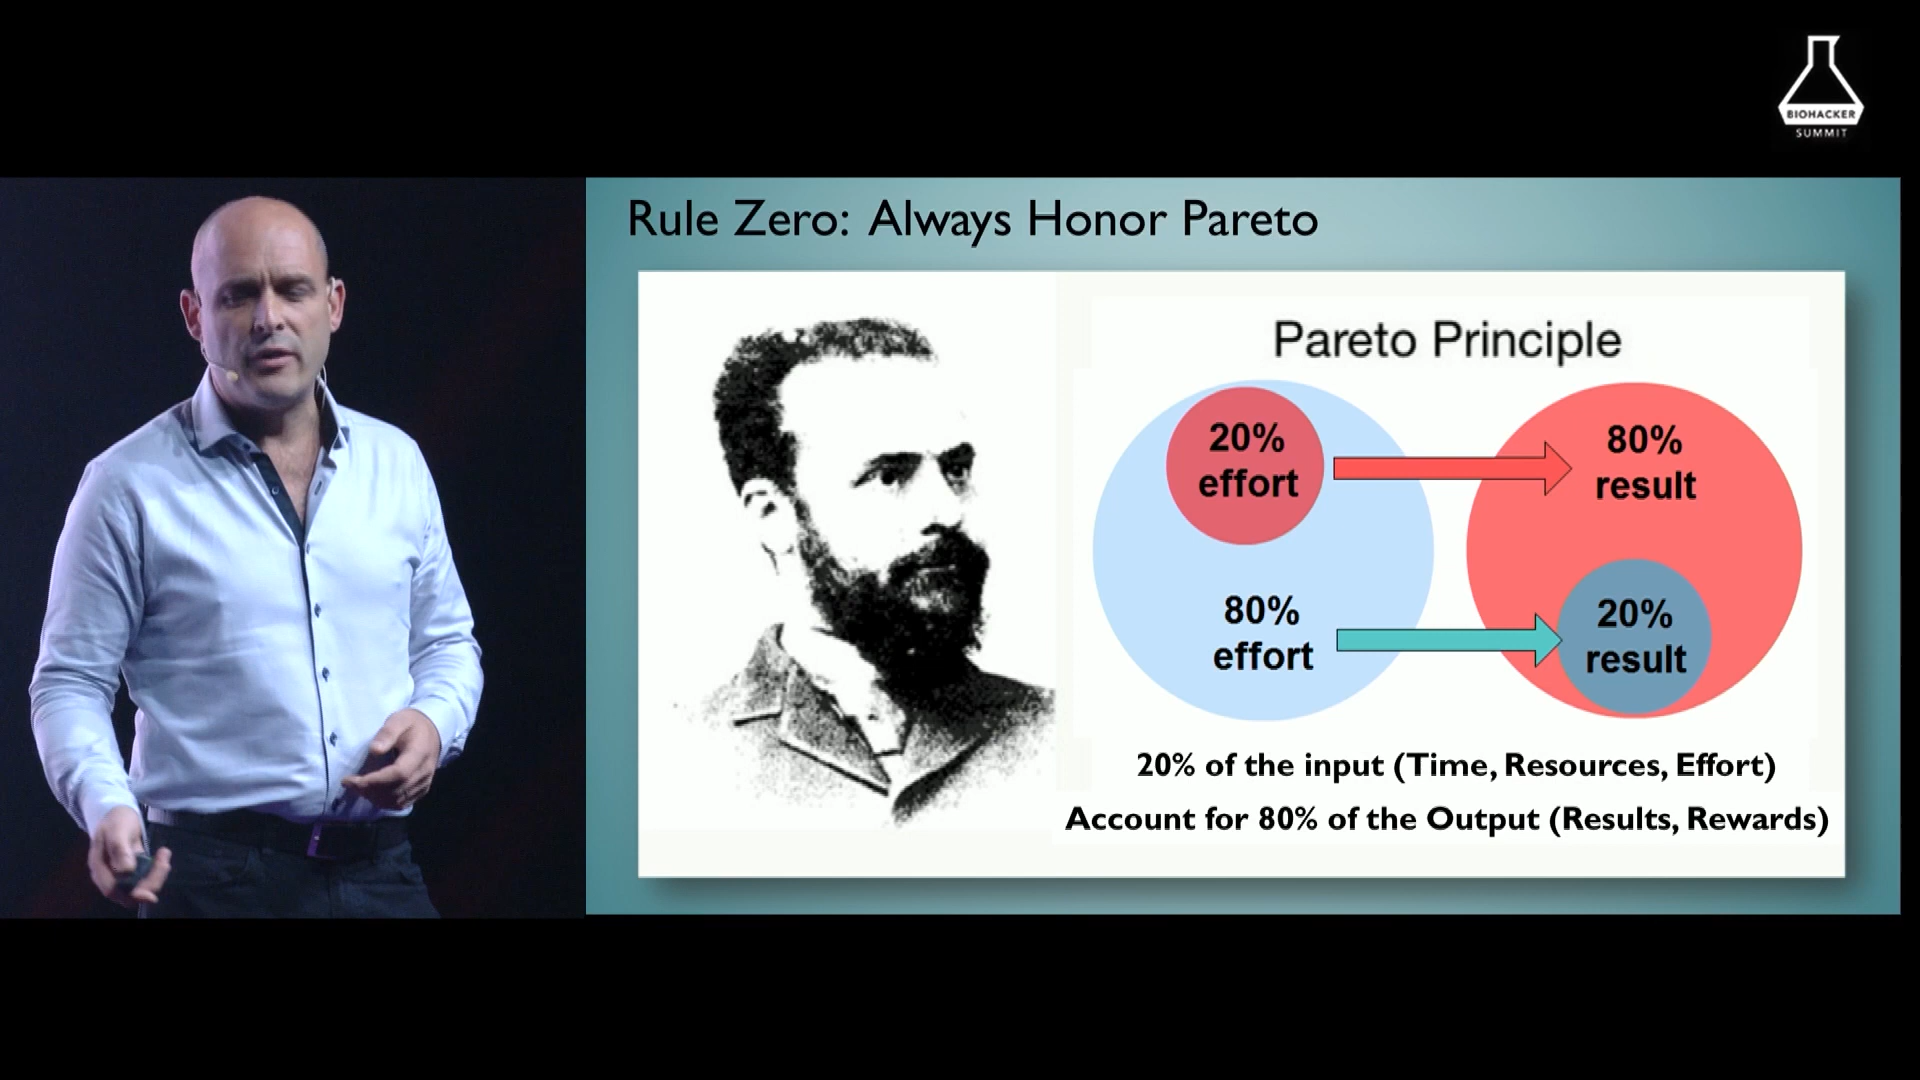 BIOHACKER
SUMMIT
Rule Zero: Always Honor Pareto
Pareto Principle
20%
effort
80%
result
80%
effort
20%
result
20% of the input (Time, Resources, Effort)
Account for 80% of the Output (Results, Rewards)